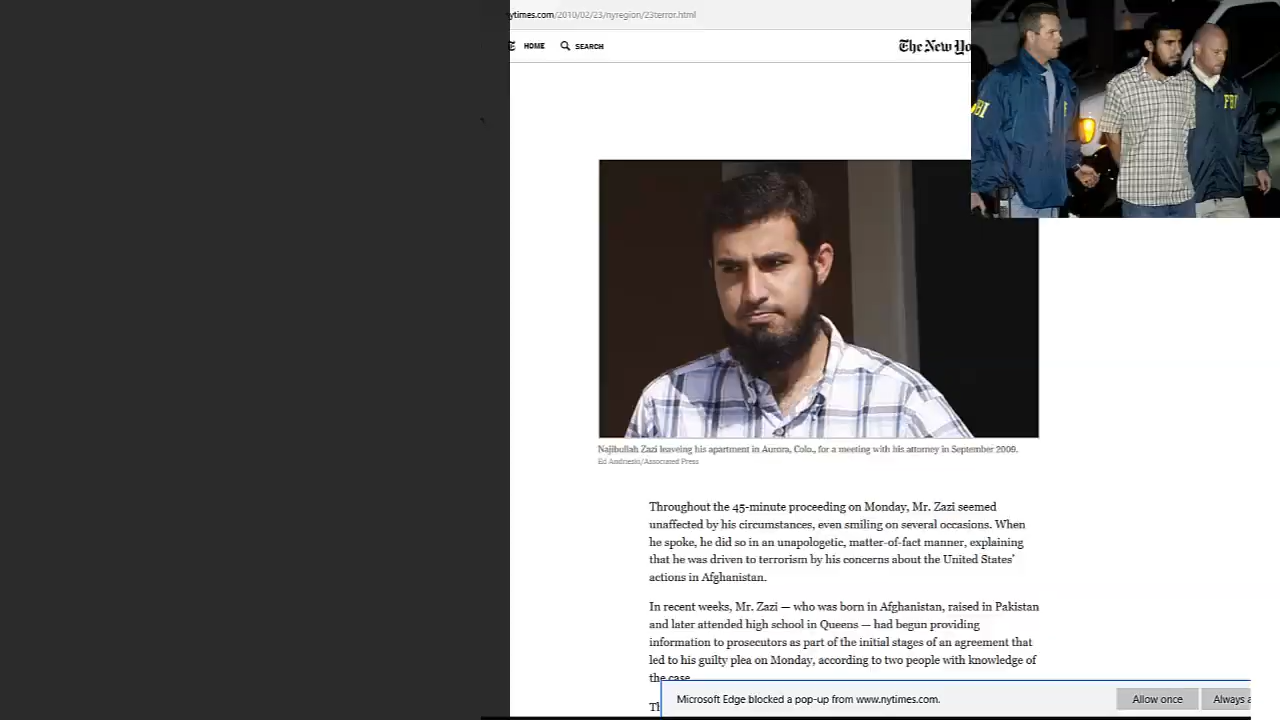 ytimes.com/2010/02/23/nyregion/23terror.html
HOME
SEARCH
The New Yo
FBI
Najibullah Zazi leaveing his apartment in Aurora, Colo., for a meeting with his attorney in September 2009.
Ed Andrieski/Associated Press
Throughout the 45-minute proceeding on Monday, Mr. Zazi seemed
unaffected by his circumstances, even smiling on several occasions. When
he spoke, he did so in an unapologetic, matter-of-fact manner, explaining
that he was driven to terrorism by his concerns about the United States’
actions in Afghanistan.
In recent weeks, Mr. Zazi — who was born in Afghanistan, raised in Pakistan
and later attended high school in Queens — had begun providing
information to prosecutors as part of the initial stages of an agreement that
led to his guilty plea on Monday, according to two people with knowledge of
the case.
Th
Microsoft Edge blocked a pop-up from www.nytimes.com.
Allow once
Always a